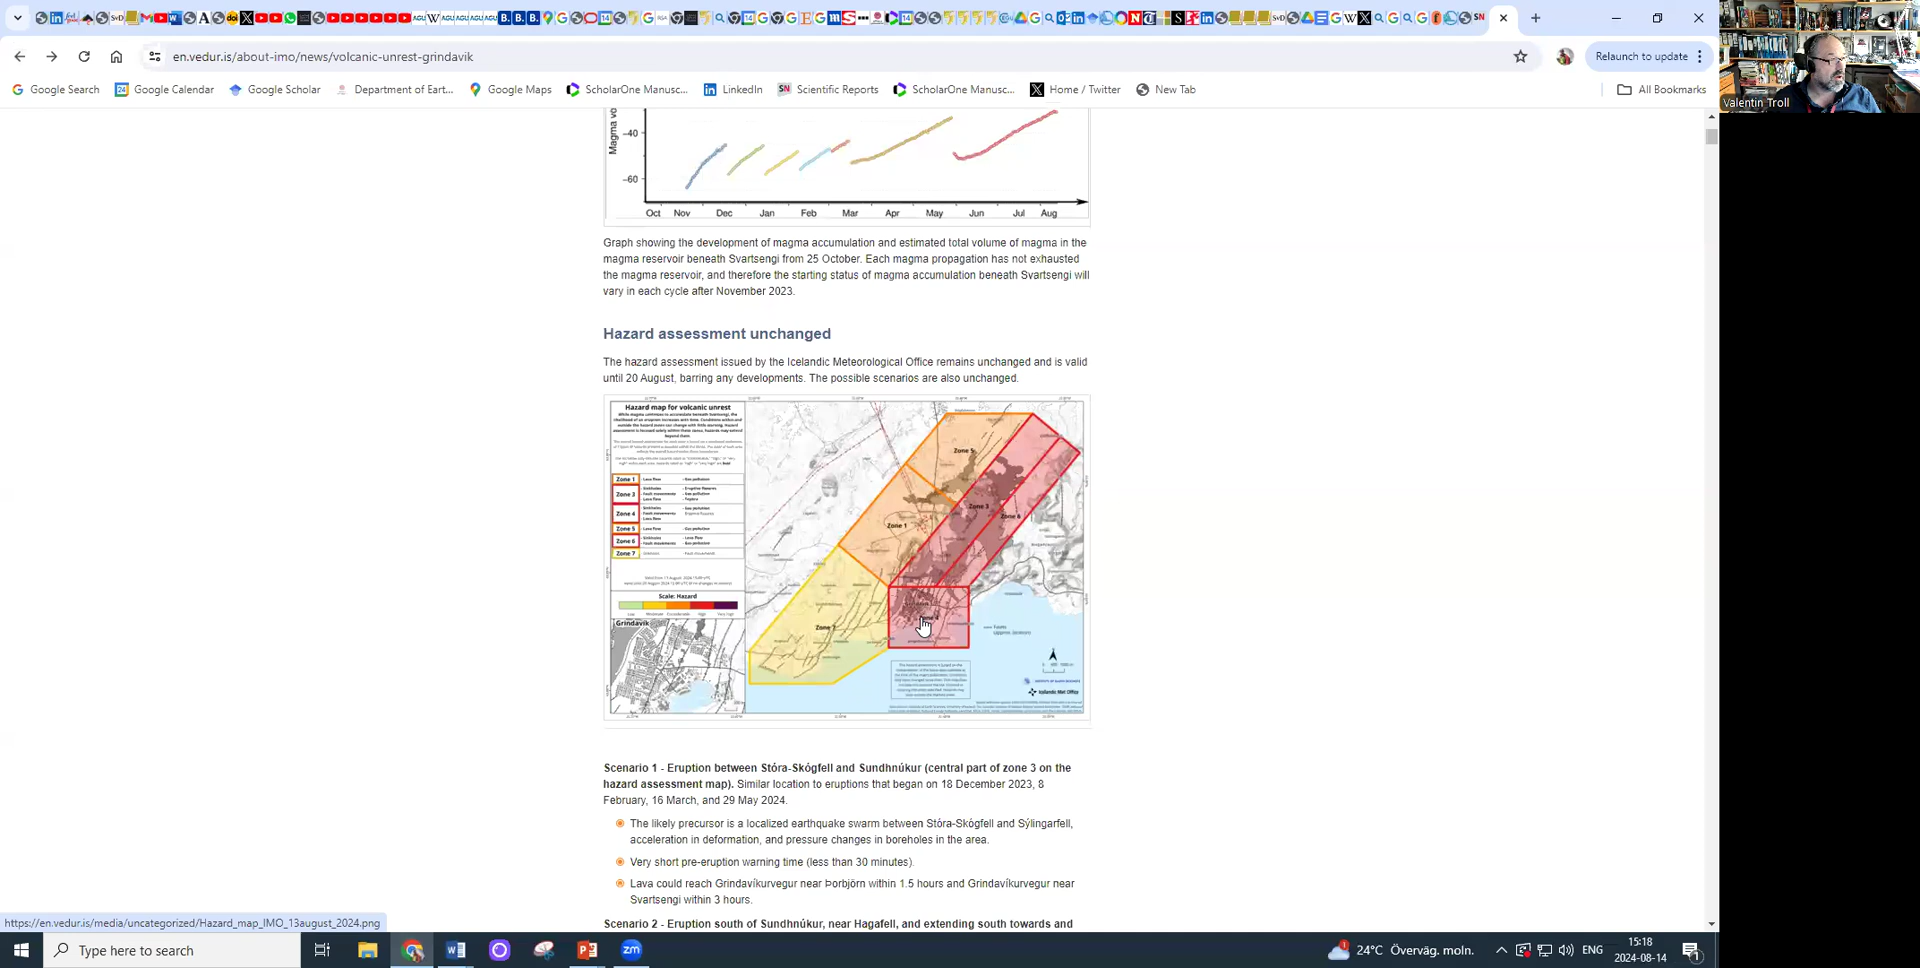 en.vedur.is/about-imo/news/volcanic-unrest-grindavik
Relaunch to update
Google Search
Google Calendar
Google Scholar
Department of Eart...
Google Maps
ScholarOne Manusc...
LinkedIn
Scientific Reports
ScholarOne Manusc...
Home / Twitter
New Tab
All Bookmarks
Valentin Troll
Magma vo
-40
-60
Oct Nov Dec Jan Feb Mar Apr May Jun Jul Aug
Graph showing the development of magma accumulation and estimated total volume of magma in the
magma reservoir beneath Svartsengi from 25 October. Each magma propagation has not exhausted
the magma reservoir, and therefore the starting status of magma accumulation beneath Svartsengi will
vary in each cycle after November 2023.
Hazard assessment unchanged
The hazard assessment issued by the Icelandic Meteorological Office remains unchanged and is valid
until 20 August, barring any developments. The possible scenarios are also unchanged.
Hazard map for volcanic unrest
Zone 1
Zone 3
Zone 4
Zone 5
Zone 6
Zone 7
Scale: Hazard
Grindavik
Zone 5
Zone 3
Zone 6
Zone 1
Icelandic Met Office
Scenario 1 - Eruption between Stóra-Skógfell and Sundhnúkur (central part of zone 3 on the
hazard assessment map). Similar location to eruptions that began on 18 December 2023, 8
February, 16 March, and 29 May 2024.
The likely precursor is a localized earthquake swarm between Stóra-Skógfell and Sýlingarfell,
acceleration in deformation, and pressure changes in boreholes in the area.
Very short pre-eruption warning time (less than 30 minutes).
Lava could reach Grindavíkurvegur near Þorbjörn within 1.5 hours and Grindavíkurvegur near
Svartsengi within 3 hours.
Scenario 2 - Eruption south of Sundhnúkur, near Hagafell, and extending south towards and
https://en.vedur.is/media/uncategorized/Hazard_map_IMO_13august_2024.png
Type here to search
24°C Överväg. moln.
ENG
15:18
2024-08-14